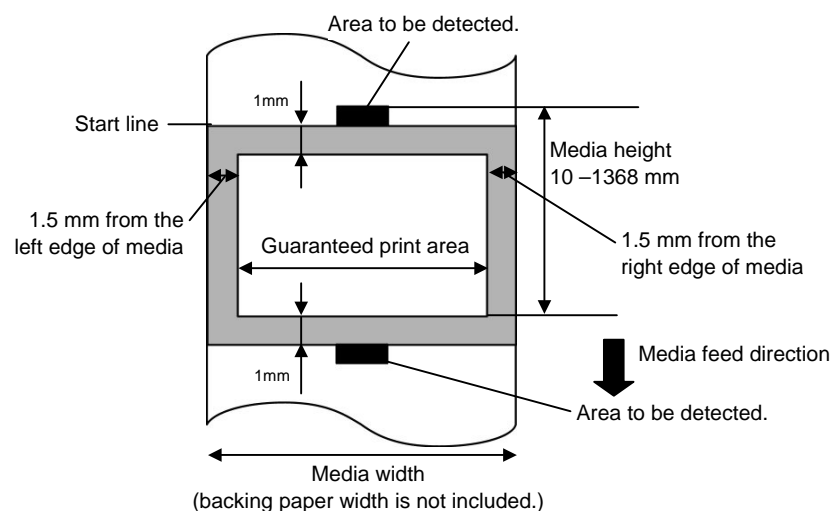 Area to be detected.
1mm
Start line
Media height
10 –1368 mm
1.5 mm from the
left edge of media
Guaranteed print area
1.5 mm from the
right edge of media
1mm
Media feed direction
Area to be detected.
Media width
(backing paper width is not included.)